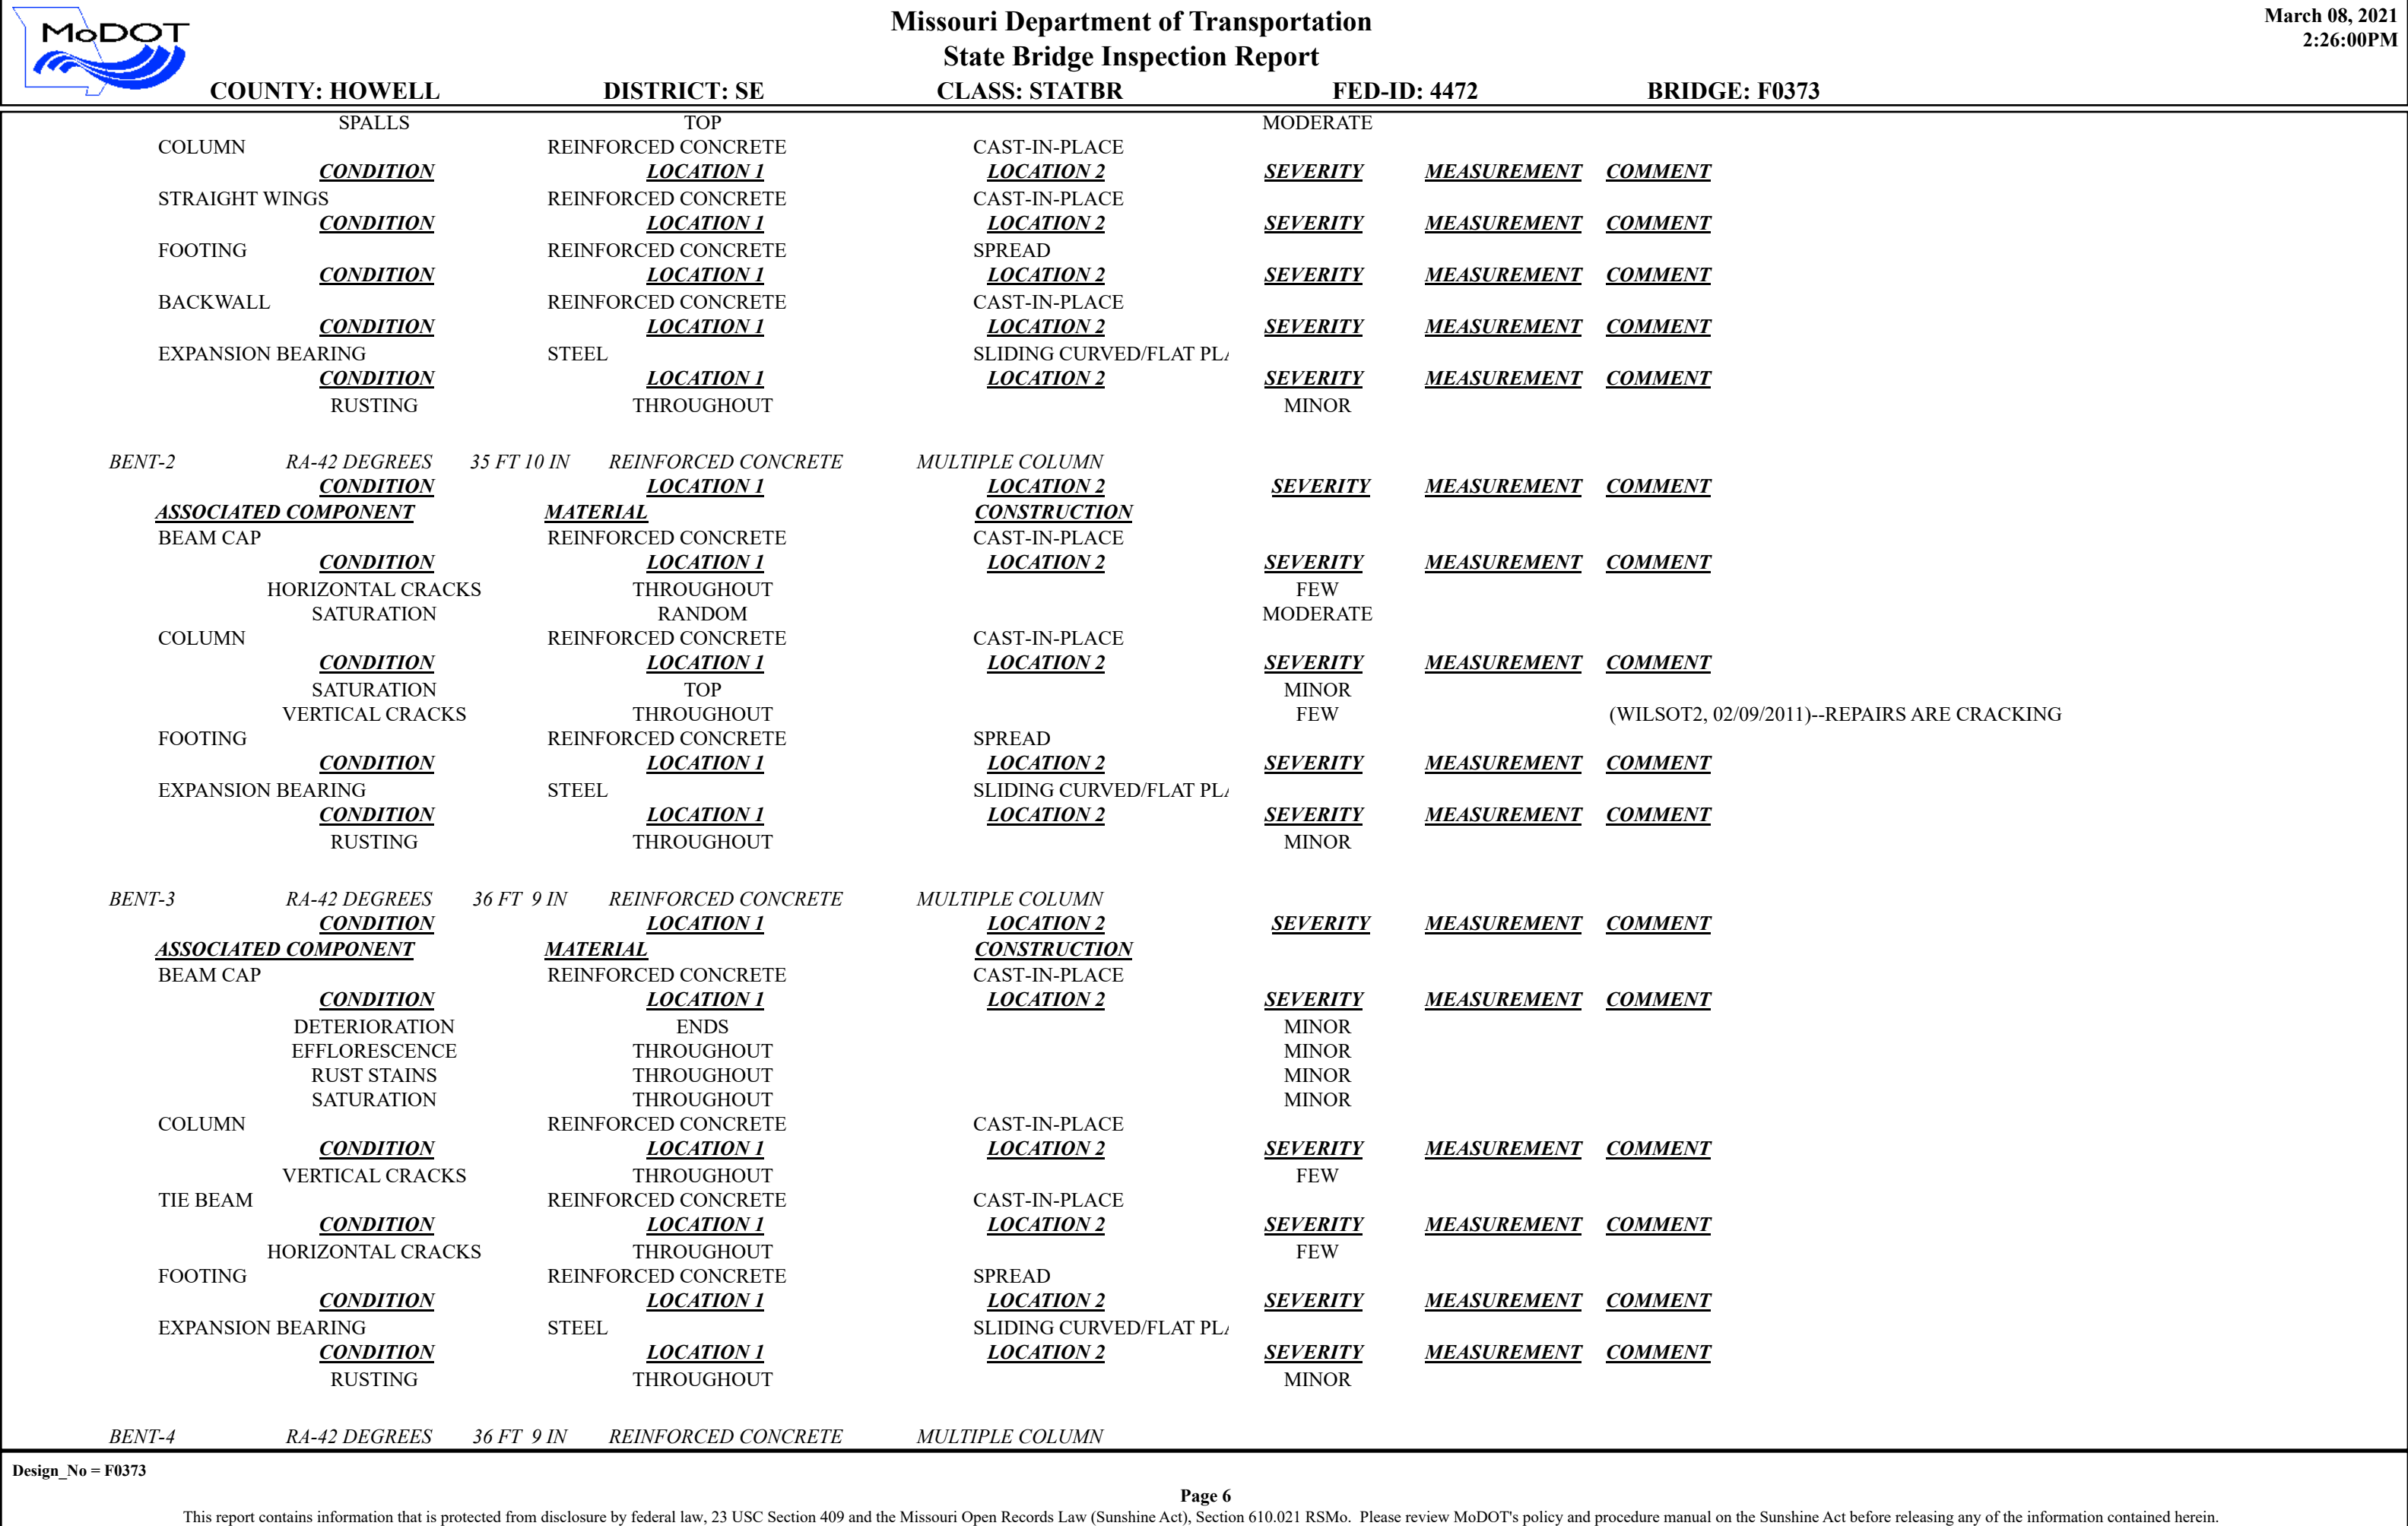 MoDOT
Missouri Department of Transportation
State Bridge Inspection Report
March 08, 2021
2:26:00PM
COUNTY: HOWELL DISTRICT: SE CLASS: STATBR FED-ID: 4472 BRIDGE: F0373
SPALLS TOP MODERATE
COLUMN REINFORCED CONCRETE CAST-IN-PLACE
CONDITION LOCATION 1 LOCATION 2 SEVERITY MEASUREMENT COMMENT
STRAIGHT WINGS REINFORCED CONCRETE CAST-IN-PLACE
CONDITION LOCATION 1 LOCATION 2 SEVERITY MEASUREMENT COMMENT
FOOTING REINFORCED CONCRETE SPREAD
CONDITION LOCATION 1 LOCATION 2 SEVERITY MEASUREMENT COMMENT
BACKWALL REINFORCED CONCRETE CAST-IN-PLACE
CONDITION LOCATION 1 LOCATION 2 SEVERITY MEASUREMENT COMMENT
EXPANSION BEARING STEEL SLIDING CURVED/FLAT PL
CONDITION LOCATION 1 LOCATION 2 SEVERITY MEASUREMENT COMMENT
RUSTING THROUGHOUT MINOR
BENT-2 RA-42 DEGREES 35 FT 10 IN REINFORCED CONCRETE MULTIPLE COLUMN
CONDITION LOCATION 1 LOCATION 2 SEVERITY MEASUREMENT COMMENT
ASSOCIATED COMPONENT MATERIAL CONSTRUCTION
BEAM CAP REINFORCED CONCRETE CAST-IN-PLACE
CONDITION LOCATION 1 LOCATION 2 SEVERITY MEASUREMENT COMMENT
HORIZONTAL CRACKS THROUGHOUT FEW
SATURATION RANDOM MODERATE
COLUMN REINFORCED CONCRETE CAST-IN-PLACE
CONDITION LOCATION 1 LOCATION 2 SEVERITY MEASUREMENT COMMENT
SATURATION TOP MINOR
VERTICAL CRACKS THROUGHOUT FEW (WILSOT2, 02/09/2011)--REPAIRS ARE CRACKING
FOOTING REINFORCED CONCRETE SPREAD
CONDITION LOCATION 1 LOCATION 2 SEVERITY MEASUREMENT COMMENT
EXPANSION BEARING STEEL SLIDING CURVED/FLAT PL
CONDITION LOCATION 1 LOCATION 2 SEVERITY MEASUREMENT COMMENT
RUSTING THROUGHOUT MINOR
BENT-3 RA-42 DEGREES 36 FT 9 IN REINFORCED CONCRETE MULTIPLE COLUMN
CONDITION LOCATION 1 LOCATION 2 SEVERITY MEASUREMENT COMMENT
ASSOCIATED COMPONENT MATERIAL CONSTRUCTION
BEAM CAP REINFORCED CONCRETE CAST-IN-PLACE
CONDITION LOCATION 1 LOCATION 2 SEVERITY MEASUREMENT COMMENT
DETERIORATION ENDS MINOR
EFFLORESCENCE THROUGHOUT MINOR
RUST STAINS THROUGHOUT MINOR
SATURATION THROUGHOUT MINOR
COLUMN REINFORCED CONCRETE CAST-IN-PLACE
CONDITION LOCATION 1 LOCATION 2 SEVERITY MEASUREMENT COMMENT
VERTICAL CRACKS THROUGHOUT FEW
TIE BEAM REINFORCED CONCRETE CAST-IN-PLACE
CONDITION LOCATION 1 LOCATION 2 SEVERITY MEASUREMENT COMMENT
HORIZONTAL CRACKS THROUGHOUT FEW
FOOTING REINFORCED CONCRETE SPREAD
CONDITION LOCATION 1 LOCATION 2 SEVERITY MEASUREMENT COMMENT
EXPANSION BEARING STEEL SLIDING CURVED/FLAT PL
CONDITION LOCATION 1 LOCATION 2 SEVERITY MEASUREMENT COMMENT
RUSTING THROUGHOUT MINOR
BENT-4 RA-42 DEGREES 36 FT 9 IN REINFORCED CONCRETE MULTIPLE COLUMN
Design_No = F0373
Page 6
This report contains information that is protected from disclosure by federal law, 23 USC Section 409 and the Missouri Open Records Law (Sunshine Act), Section 610.021 RSMo. Please review MoDOT's policy and procedure manual on the Sunshine Act before releasing any of the information contained herein.